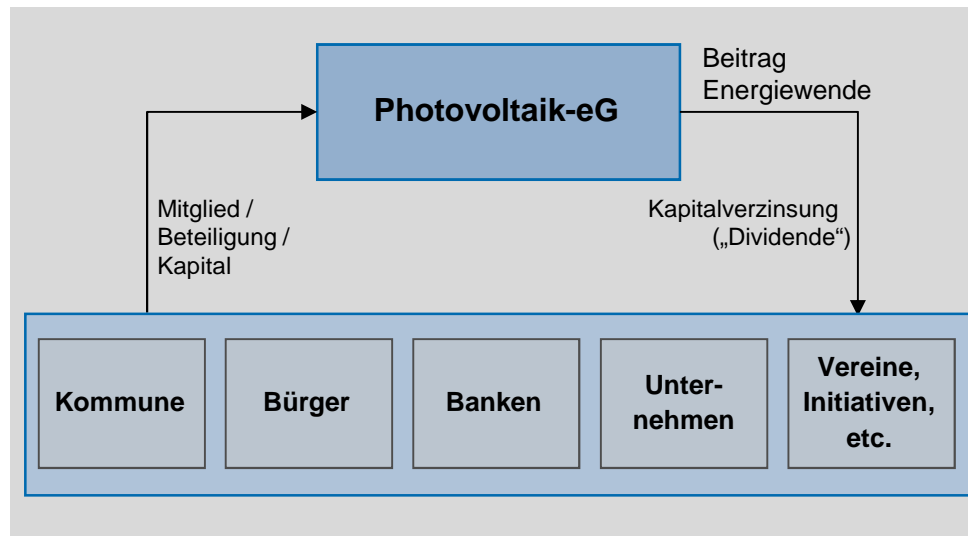 Beitrag
Energiewende
Photovoltaik-eG
Mitglied /
Beteiligung /
Kapital
Kapitalverzinsung
(„Dividende“)
Kommune
Bürger
Banken
Unter-
nehmen
Vereine,
Initiativen,
etc.